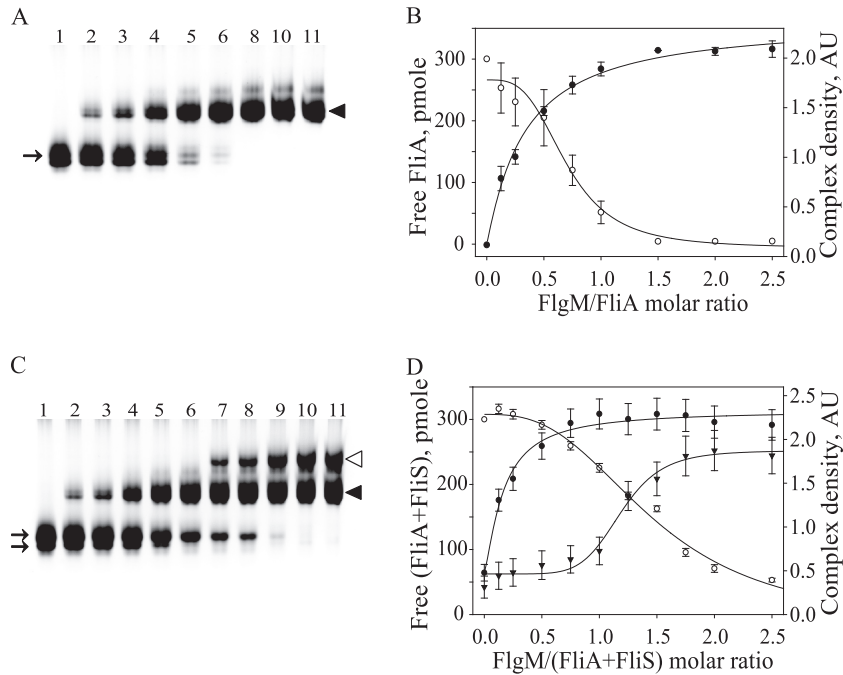 A
1 2 3 4 5 6 8 10 11
B
Free FliA, pmole
300
200
100
0
Complex density, AU
2.0
1.5
1.0
0.5
0.0
0.0 0.5 1.0 1.5 2.0 2.5
FlgM/FliA molar ratio
C
1 2 3 4 5 6 7 8 9 10 11
D
Free (FliA+FliS), pmole
300
200
100
0
Complex density, AU
2.5
2.0
1.5
1.0
0.5
0.0
0.0 0.5 1.0 1.5 2.0 2.5
FlgM/(FliA+FliS) molar ratio